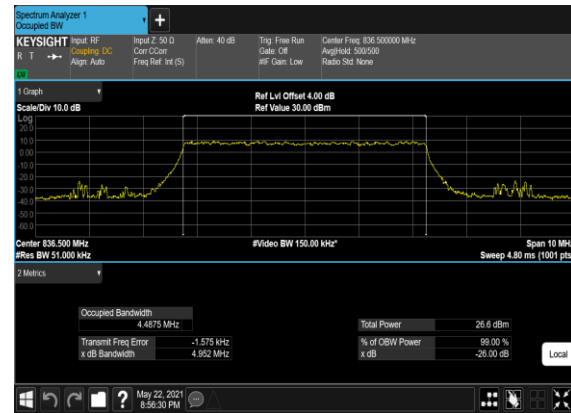 Spectrum Analyzer 1
Occupied BW
+
KEYSIGHT
R T
LV
Input: RF
Coupling: DC
Align: Auto
Input Z: 50 Ω
Corr CCorr
Freq Ref: Int (S)
Atten: 40 dB
Trig: Free Run
Gate: Off
#IF Gain: Low
Center Freq: 836.500000 MHz
Avg|Hold: 500/500
Radio Std: None
1 Graph
Scale/Div 10.0 dB
Ref Lvl Offset 4.00 dB
Ref Value 30.00 dBm
Log
20.0
10.0
0.00
-10.0
-20.0
-30.0
-40.0
-50.0
-60.0
Center 836.500 MHz
#Res BW 51.000 kHz
#Video BW 150.00 kHz*
Span 10 MHz
Sweep 4.80 ms (1001 pts)
2 Metrics
Occupied Bandwidth
4.4875 MHz
Transmit Freq Error -1.575 kHz
x dB Bandwidth 4.952 MHz
Total Power 26.6 dBm
% of OBW Power 99.00 %
x dB -26.00 dB
Local
?
May 22, 2021
8:56:30 PM